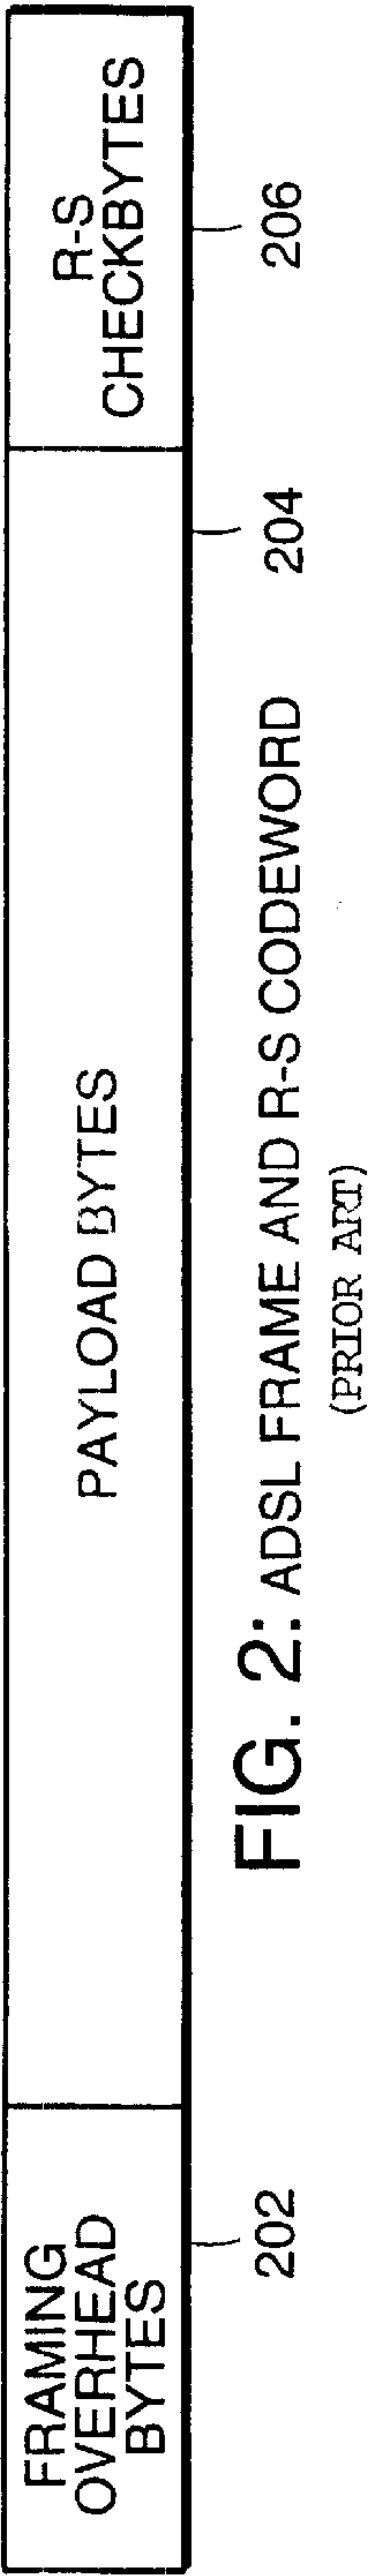 FRAMING
OVERHEAD
BYTES
PAYLOAD BYTES
R-S
CHECKBYTES
202
204
206
FIG. 2: ADSL FRAME AND R-S CODEWORD
(PRIOR ART)